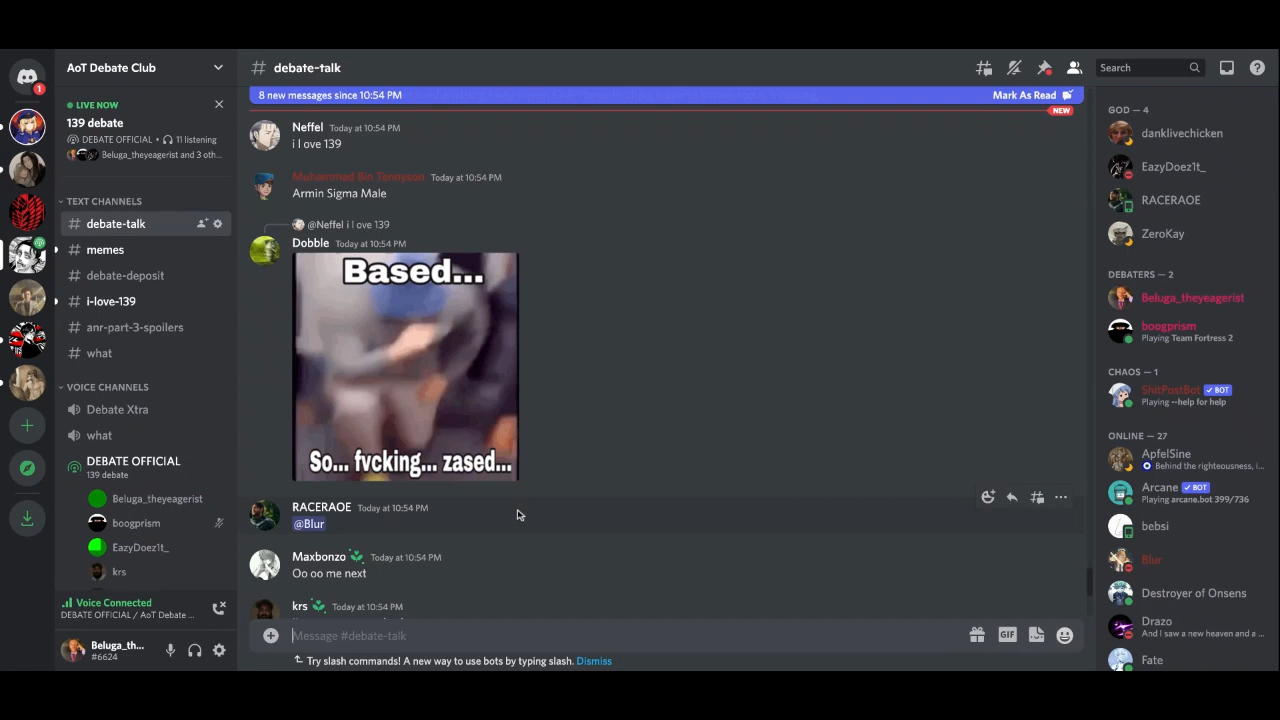 AoT Debate Club
LIVE NOW
139 debate
DEBATE OFFICIAL • 11 listening
Beluga_theyeagerist and 3 oth...
TEXT CHANNELS
# debate-talk
# memes
# debate-deposit
# i-love-139
# anr-part-3-spoilers
# what
VOICE CHANNELS
Debate Xtra
what
DEBATE OFFICIAL
139 debate
Beluga_theyeagerist
boogprism
EazyDoez1t_
krs
Voice Connected
DEBATE OFFICIAL / AoT Debate ...
Beluga_th...
#6624
1
# debate-talk
Search
8 new messages since 10:54 PM
Mark As Read
NEW
Neffel Today at 10:54 PM
i l ove 139
Muhammad Bin Tennyson Today at 10:54 PM
Armin Sigma Male
@Neffel i l ove 139
Dobble Today at 10:54 PM
Based...
So... fvcking... zased...
RACERAOE Today at 10:54 PM
@Blur
Maxbonzo Today at 10:54 PM
Oo oo me next
krs Today at 10:54 PM
Message #debate-talk
GIF
Try slash commands! A new way to use bots by typing slash. Dismiss
GOD — 4
danklivechicken
EazyDoez1t_
RACERAOE
ZeroKay
DEBATERS — 2
Beluga_theyeagerist
boogprism
Playing Team Fortress 2
CHAOS — 1
ShitPostBot BOT
Playing --help for help
ONLINE — 27
ApfelSine
Behind the righteousness, i...
Arcane BOT
Playing arcane.bot 399/736
bebsi
Blur
Destroyer of Onsens
Drazo
And I saw a new heaven and a ...
Fate